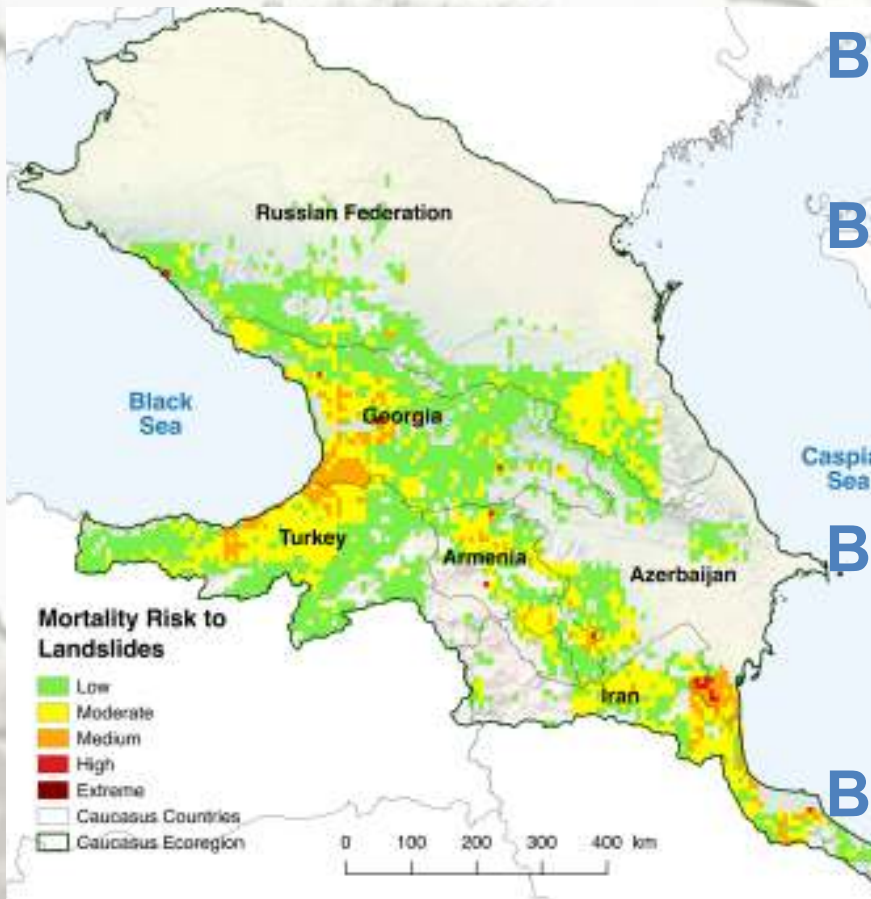 B
B
Russian Federation
Black
Sea
Georgia
Caspia
Sea
Turkey
Armenia
B
Azerbaijan
Mortality Risk to
Landslides
Low
Iran
Moderate
Medium
High
Extreme
B
Caucasus Countries
Caucasus Ecoregion
0 100 200 300 400 km